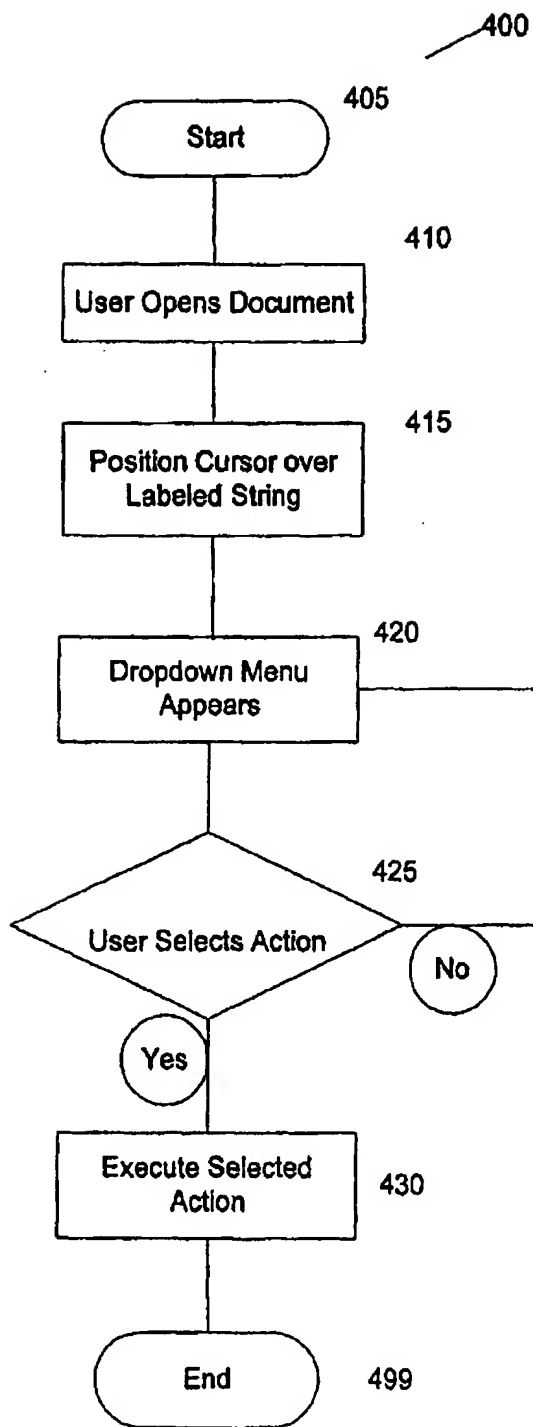 400
405
Start
410
User Opens Document
415
Position Cursor over
Labeled String
420
Dropdown Menu
Appears
425
User Selects Action
No
Yes
Execute Selected
Action
430
End
499